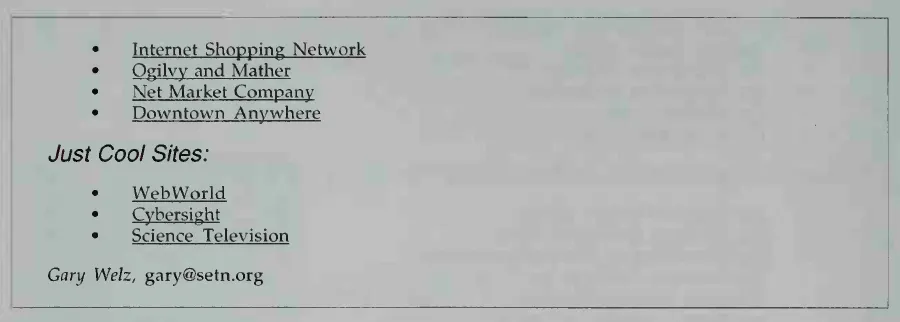 • Internet Shopping Network
• Ogilvy and Mather
• Net Market Company
• Downtown Anywhere
Just Cool Sites:
• WebWorld
• Cybersight
• Science Television
Gary Welz, gary@setn.org